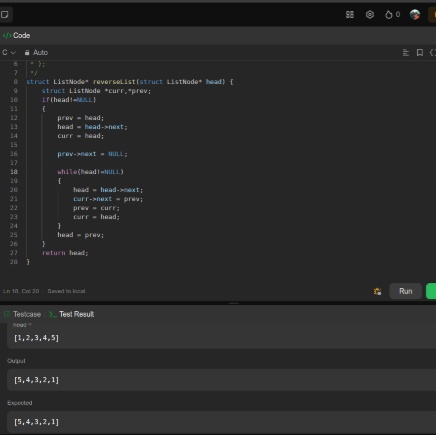 0
</> Code
C Auto
6 * };
7 */
8 struct ListNode* reverseList(struct ListNode* head) {
9 struct ListNode *curr,*prev;
10 if(head!=NULL)
11 {
12 prev = head;
13 head = head->next;
14 curr = head;
15
16 prev->next = NULL;
17
18 while(head!=NULL)
19 {
20 head = head->next;
21 curr->next = prev;
22 prev = curr;
23 curr = head;
24 }
25 head = prev;
26 }
27 return head;
28 }
Ln 18, Col 20 Saved to local
Run
Testcase >_ Test Result
head =
[1,2,3,4,5]
Output
[5,4,3,2,1]
Expected
[5,4,3,2,1]